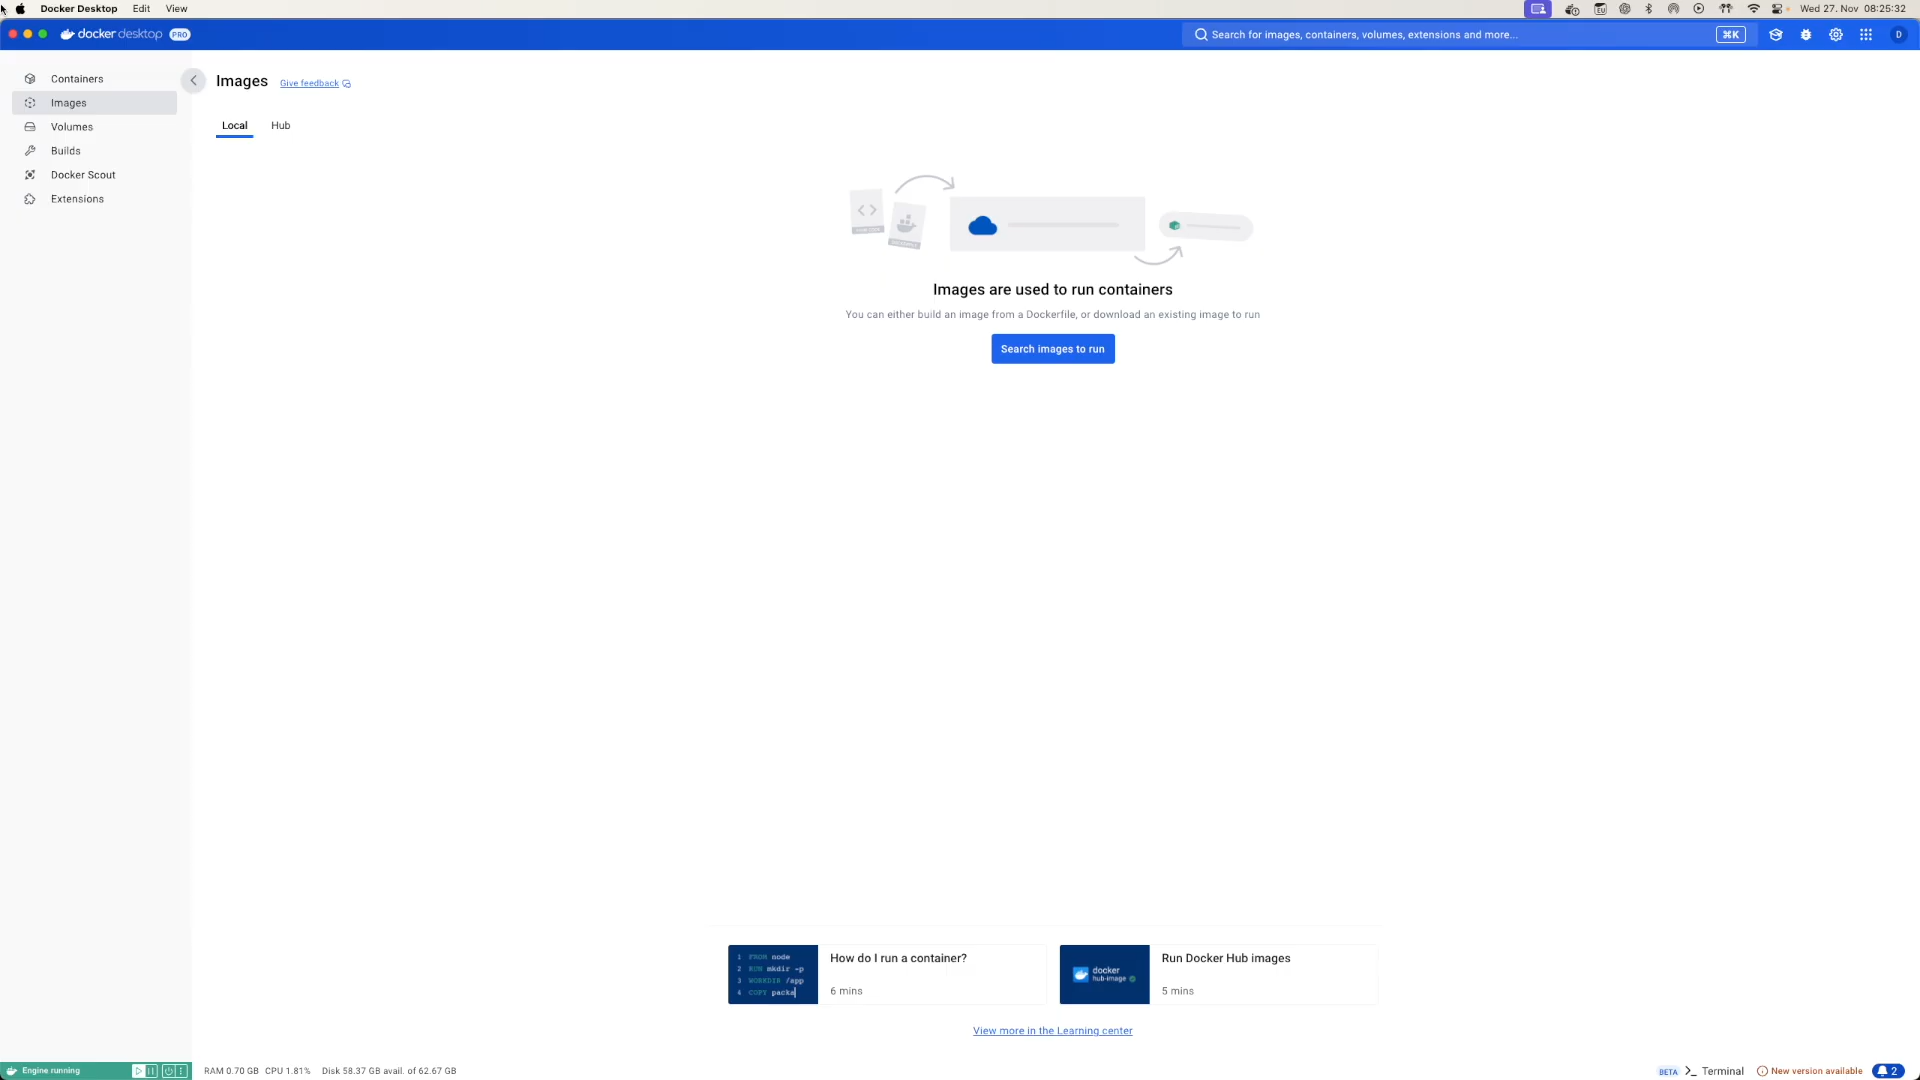 Docker Desktop Edit View
Wed 27. Nov 08:25:32
docker desktop PRO
Search for images, containers, volumes, extensions and more...
⌘K
D
Containers
Images
Volumes
Builds
Docker Scout
Extensions
Images Give feedback
Local Hub
Images are used to run containers
You can either build an image from a Dockerfile, or download an existing image to run
Search images to run
1 FROM node
2 RUN mkdir -p
3 WORKDIR /app
4 COPY packa
How do I run a container?
6 mins
docker
hub-image
Run Docker Hub images
5 mins
View more in the Learning center
Engine running
RAM 0.70 GB CPU 1.81% Disk 58.37 GB avail. of 62.67 GB
BETA >_ Terminal
New version available
2